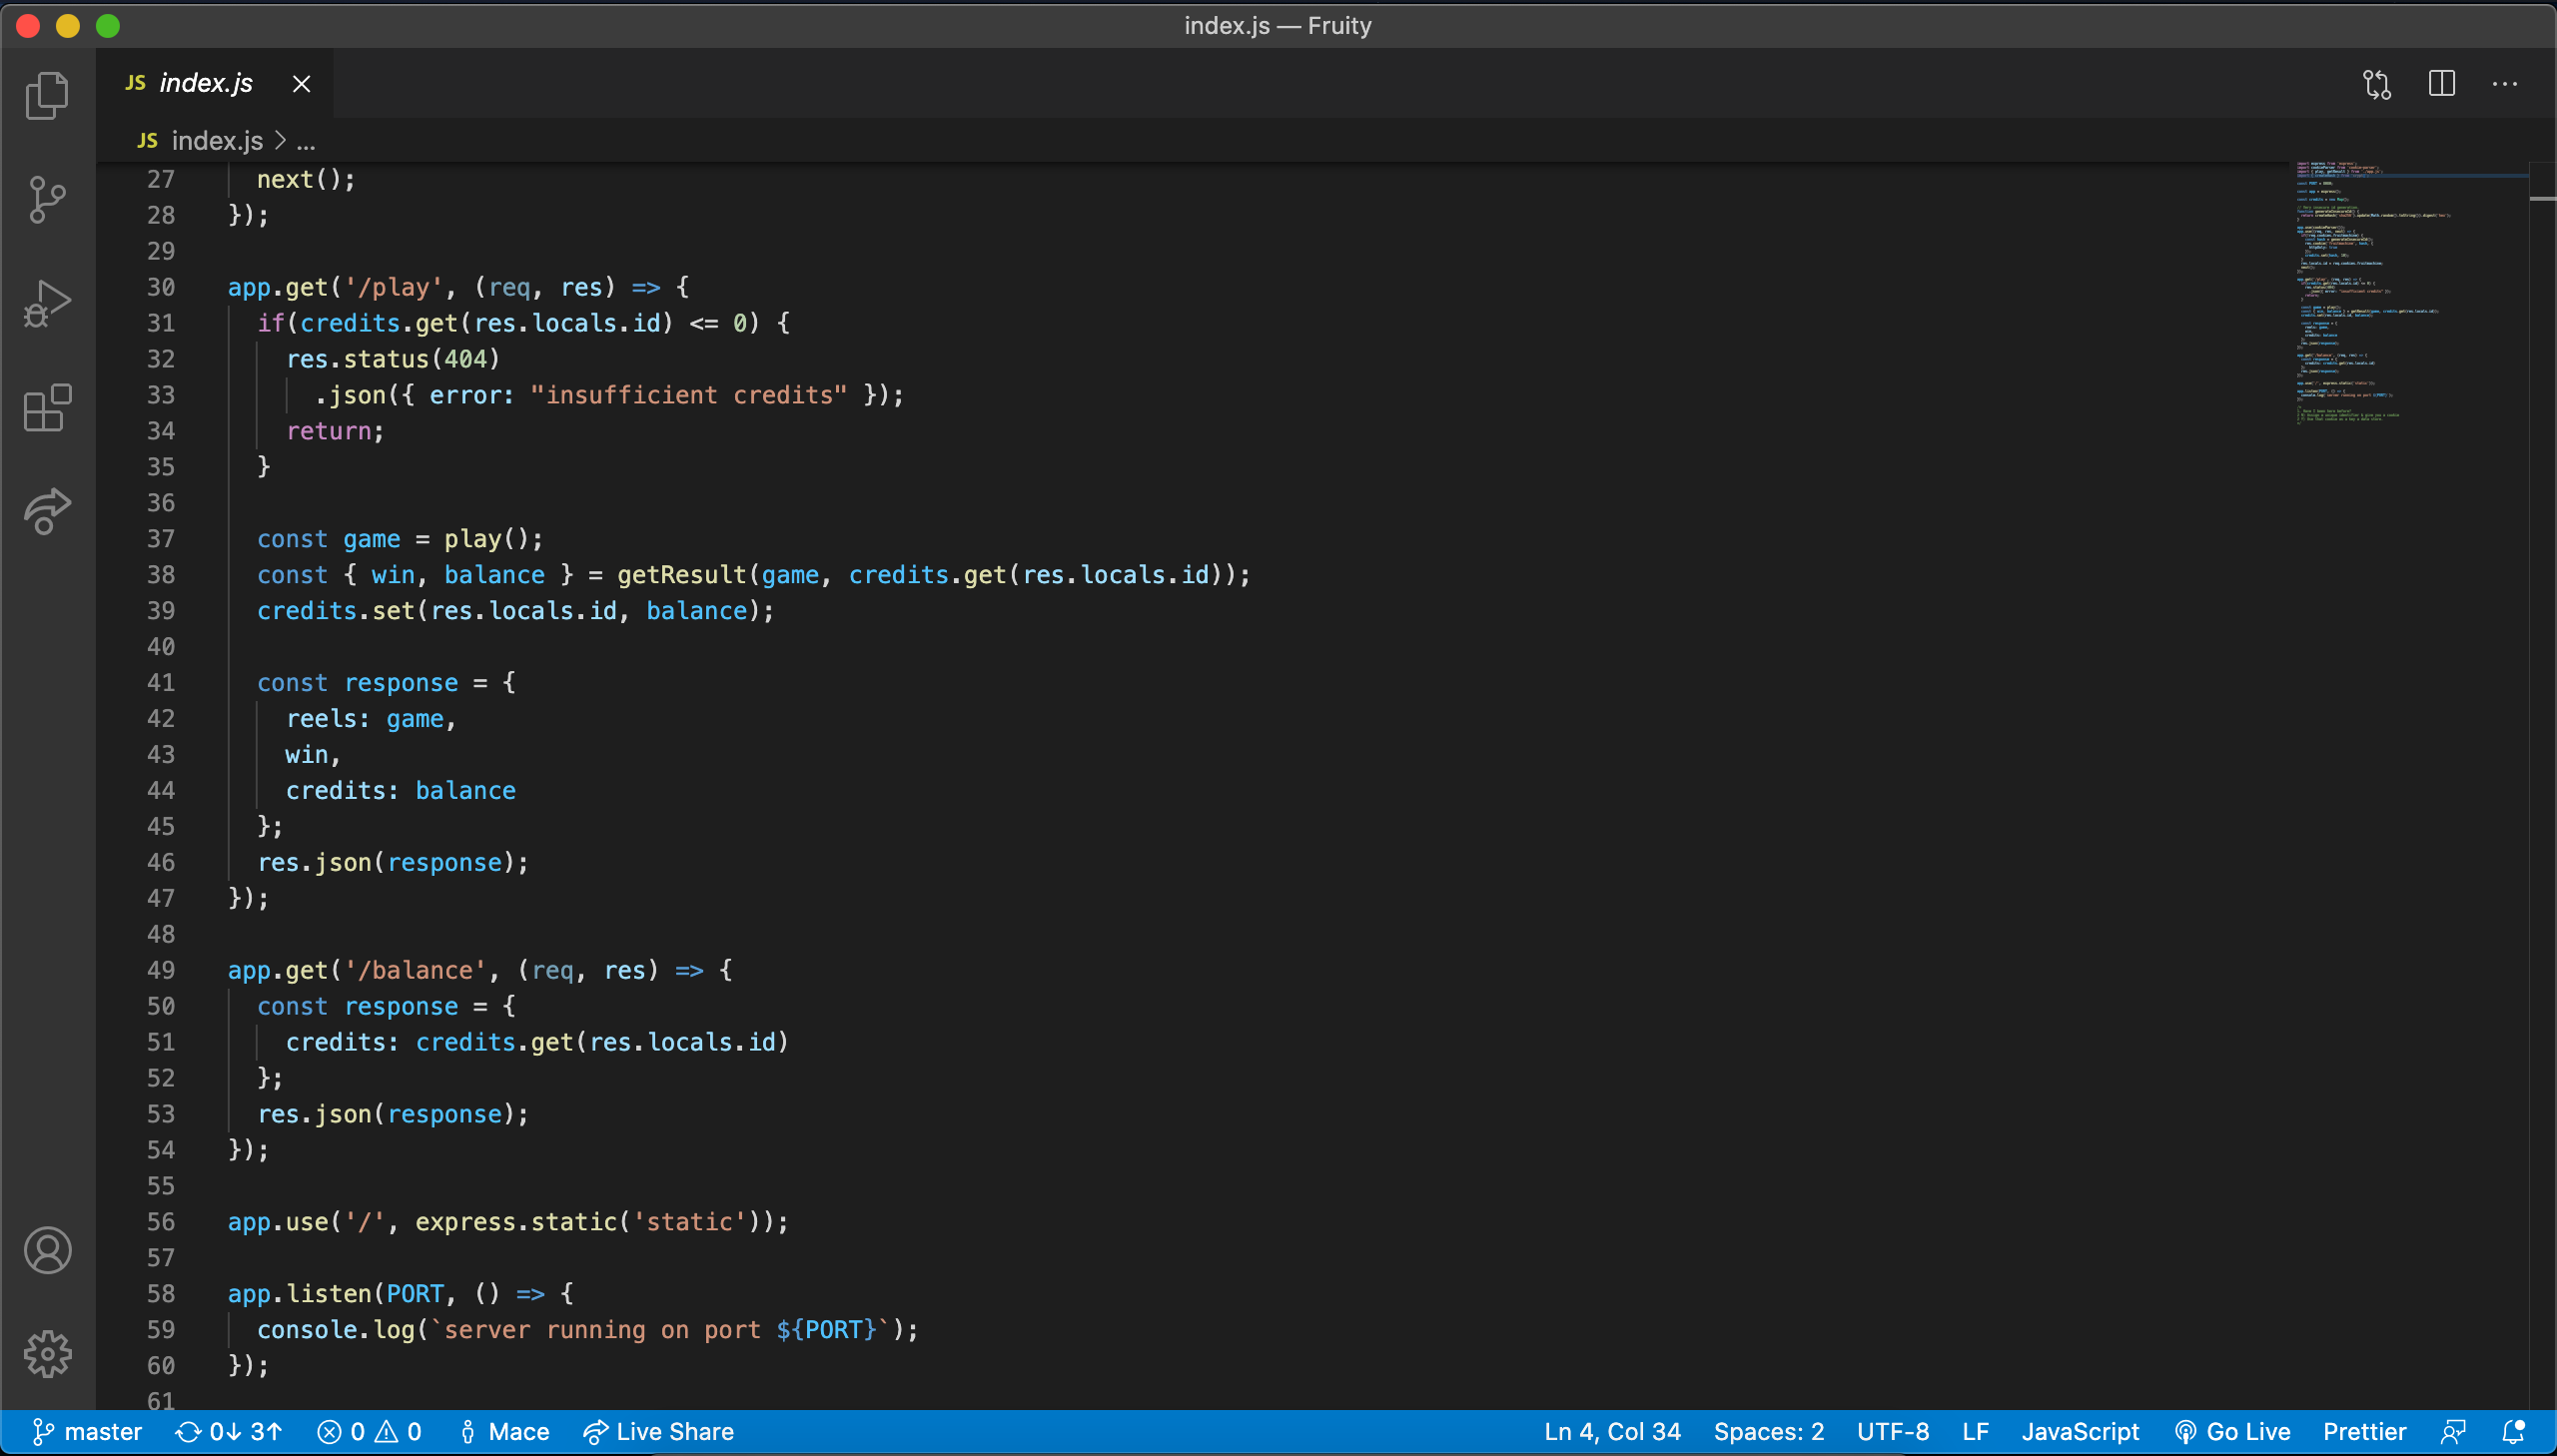 index.js — Fruity
JS index.js
JS index.js > ...
27 next();
28 });
29
30 app.get('/play', (req, res) => {
31 if(credits.get(res.locals.id) <= 0) {
32 res.status(404)
33 .json({ error: "insufficient credits" });
34 return;
35 }
36
37 const game = play();
38 const { win, balance } = getResult(game, credits.get(res.locals.id));
39 credits.set(res.locals.id, balance);
40
41 const response = {
42 reels: game,
43 win,
44 credits: balance
45 };
46 res.json(response);
47 });
48
49 app.get('/balance', (req, res) => {
50 const response = {
51 credits: credits.get(res.locals.id)
52 };
53 res.json(response);
54 });
55
56 app.use('/', express.static('static'));
57
58 app.listen(PORT, () => {
59 console.log(`server running on port ${PORT}`);
60 });
61
master 0↓ 3↑ 0 0 Mace Live Share Ln 4, Col 34 Spaces: 2 UTF-8 LF JavaScript Go Live Prettier